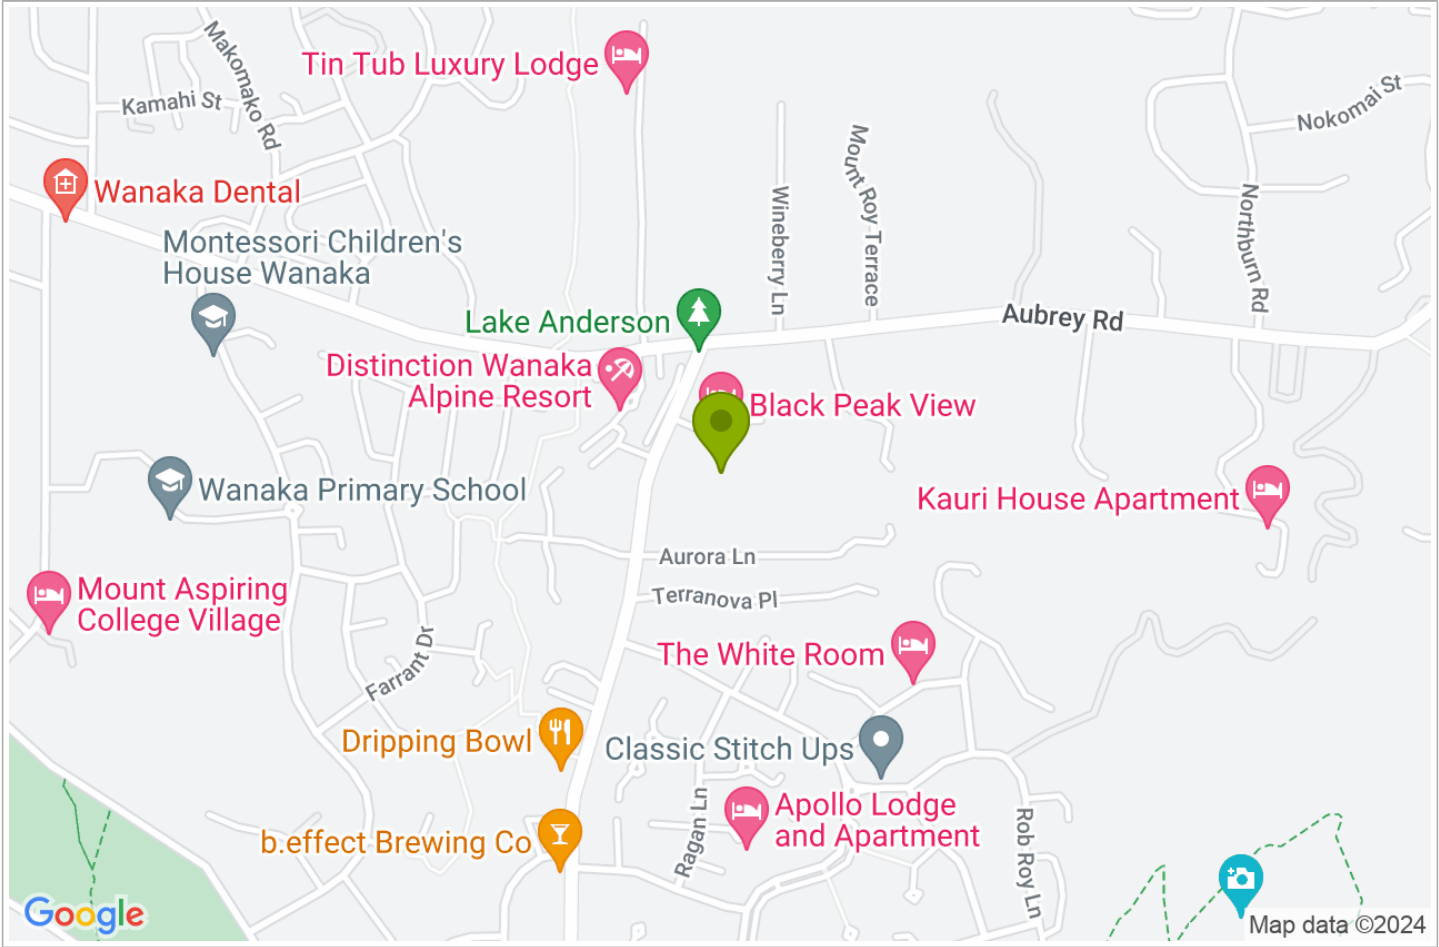 Makomako Rd
Tin Tub Luxury Lodge
Kamahi St
Nokomai St
Mount Roy Terrace
Wanaka Dental
Wineberry Ln
Northburn Rd
Montessori Children's
House Wanaka
Lake Anderson
Aubrey Rd
Distinction Wanaka
Alpine Resort
Black Peak View
Wanaka Primary School
Kauri House Apartment
Aurora Ln
Mount Aspiring
College Village
Terranova Pl
Farrant Dr
The White Room
Dripping Bowl
Classic Stitch Ups
Apollo Lodge
and Apartment
Ragan Ln
Rob Roy Ln
b.effect Brewing Co
Google
Map data ©2024